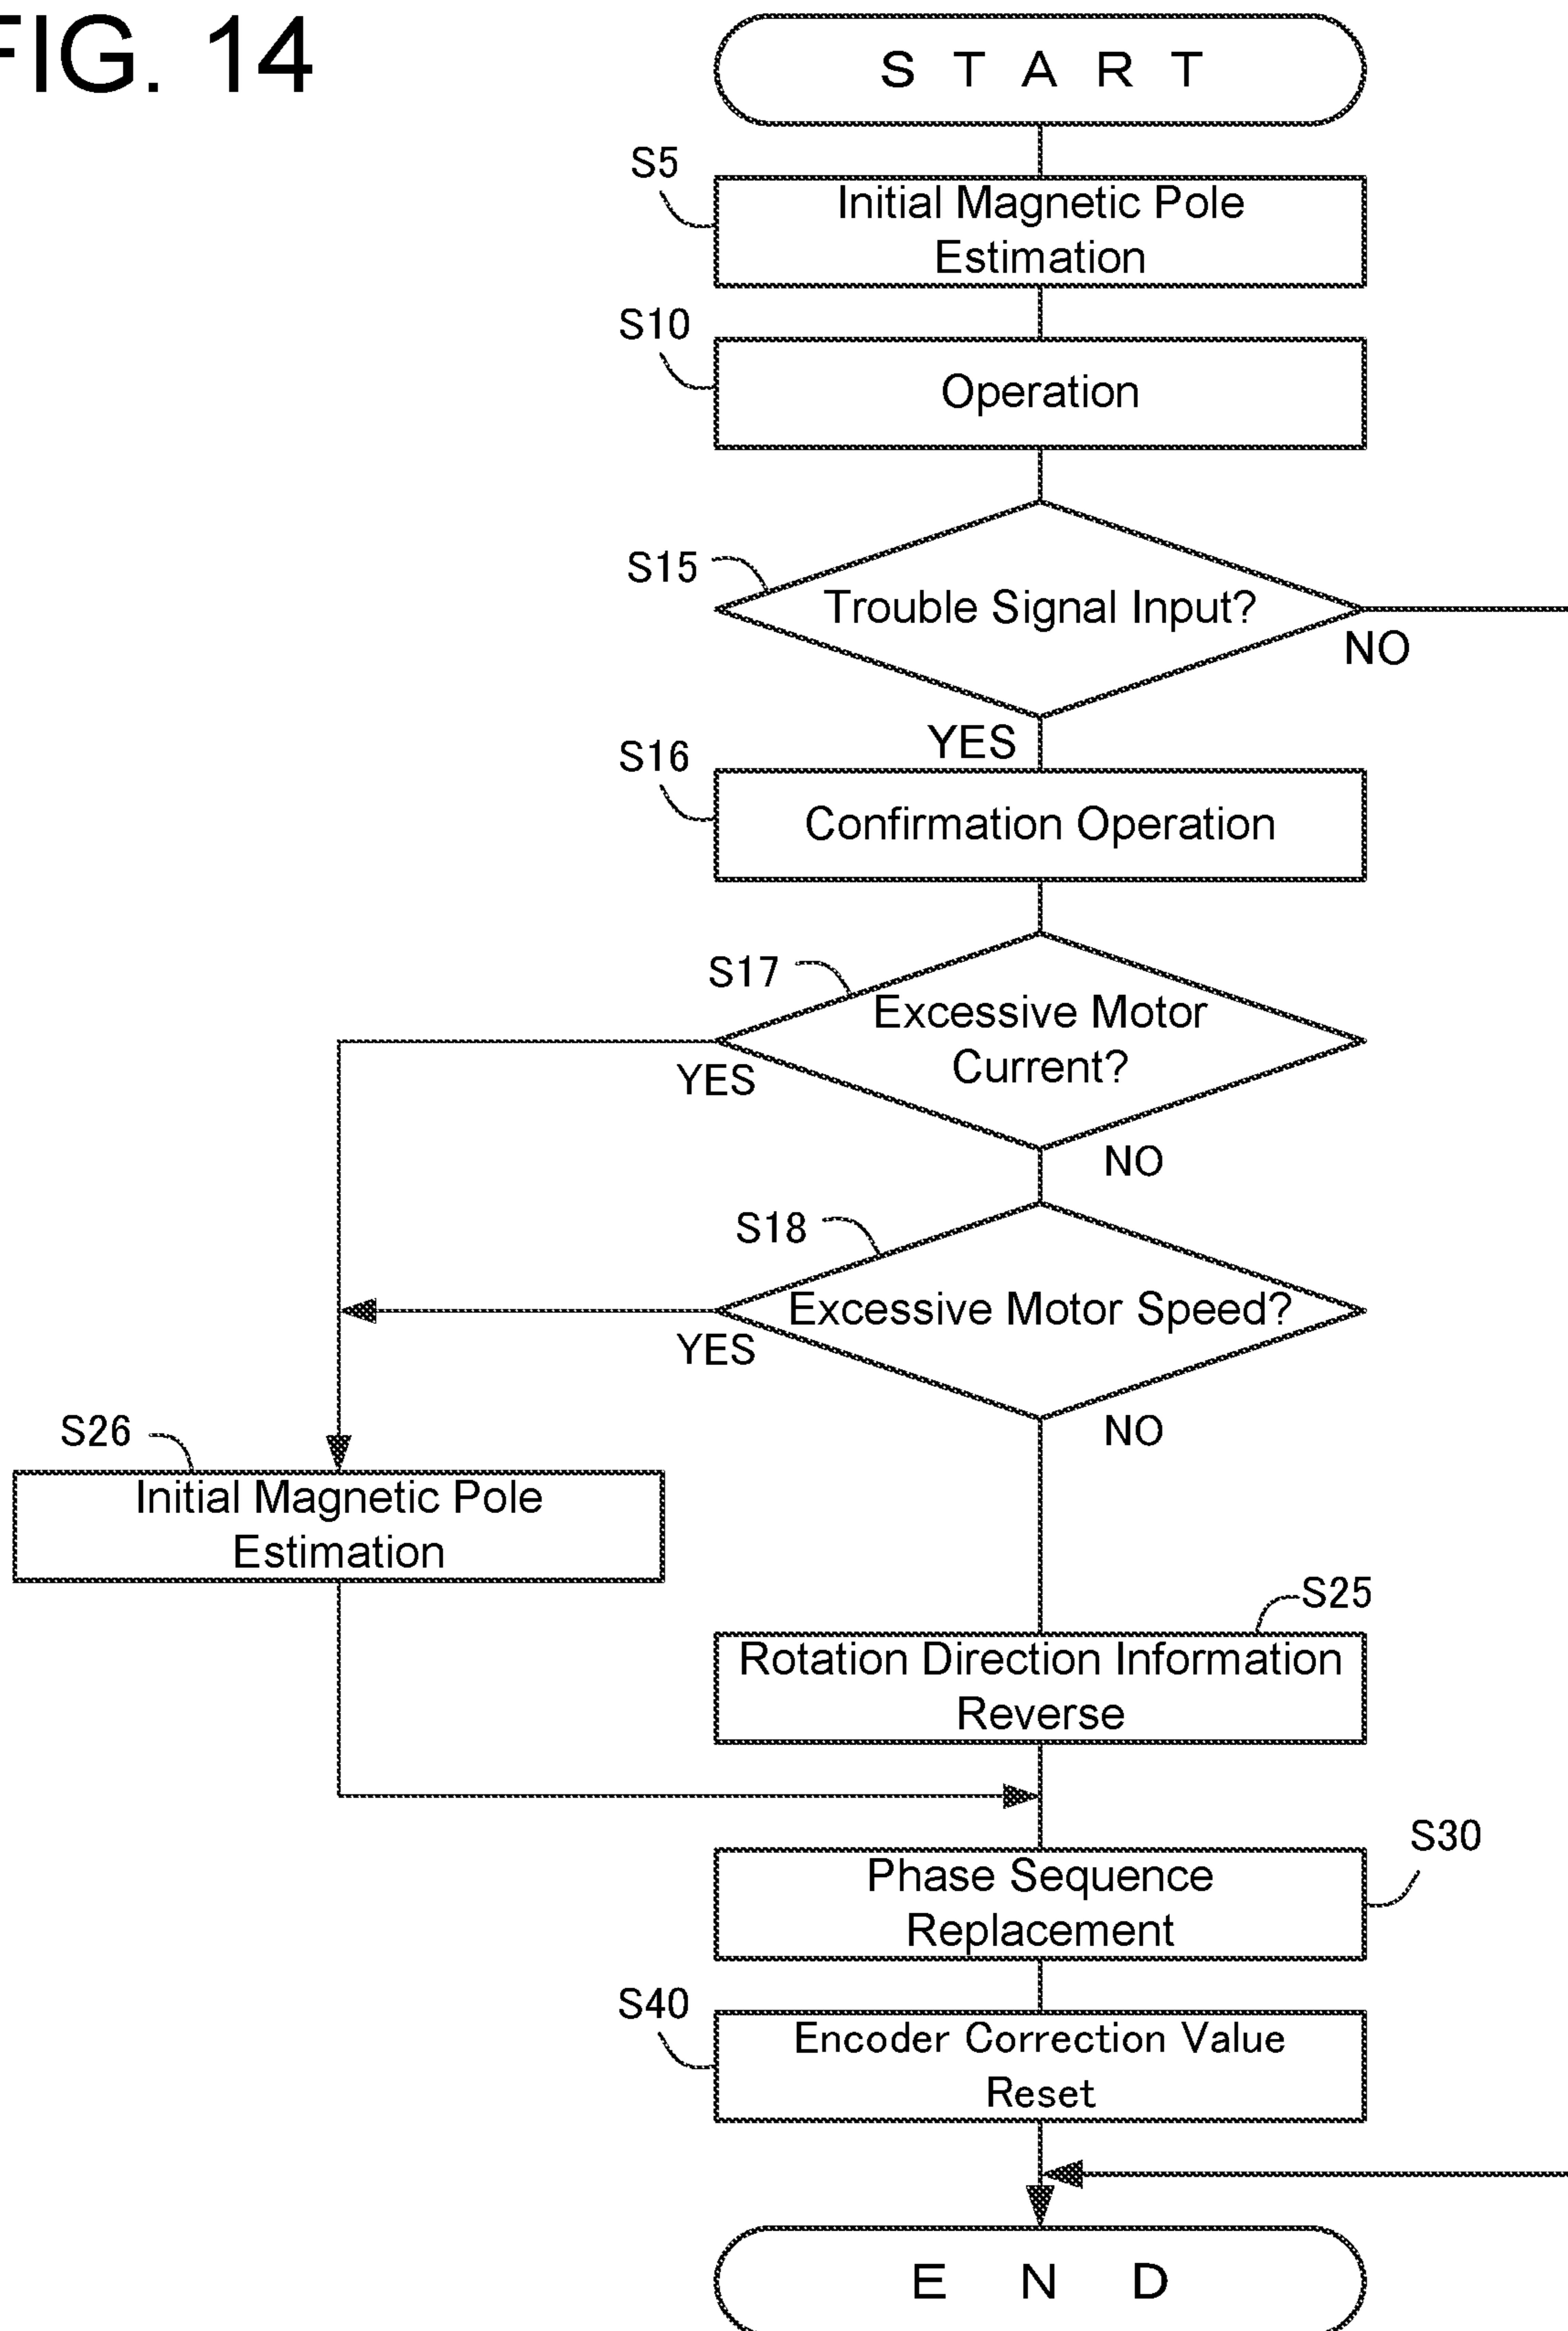 FIG. 14
START
S5
Initial Magnetic Pole
Estimation
S10
Operation
S15
Trouble Signal Input?
NO
YES
S16
Confirmation Operation
S17
Excessive Motor
Current?
YES
NO
S18
Excessive Motor Speed?
YES
NO
S26
Initial Magnetic Pole
Estimation
S25
Rotation Direction Information
Reverse
S30
Phase Sequence
Replacement
S40
Encoder Correction Value
Reset
END